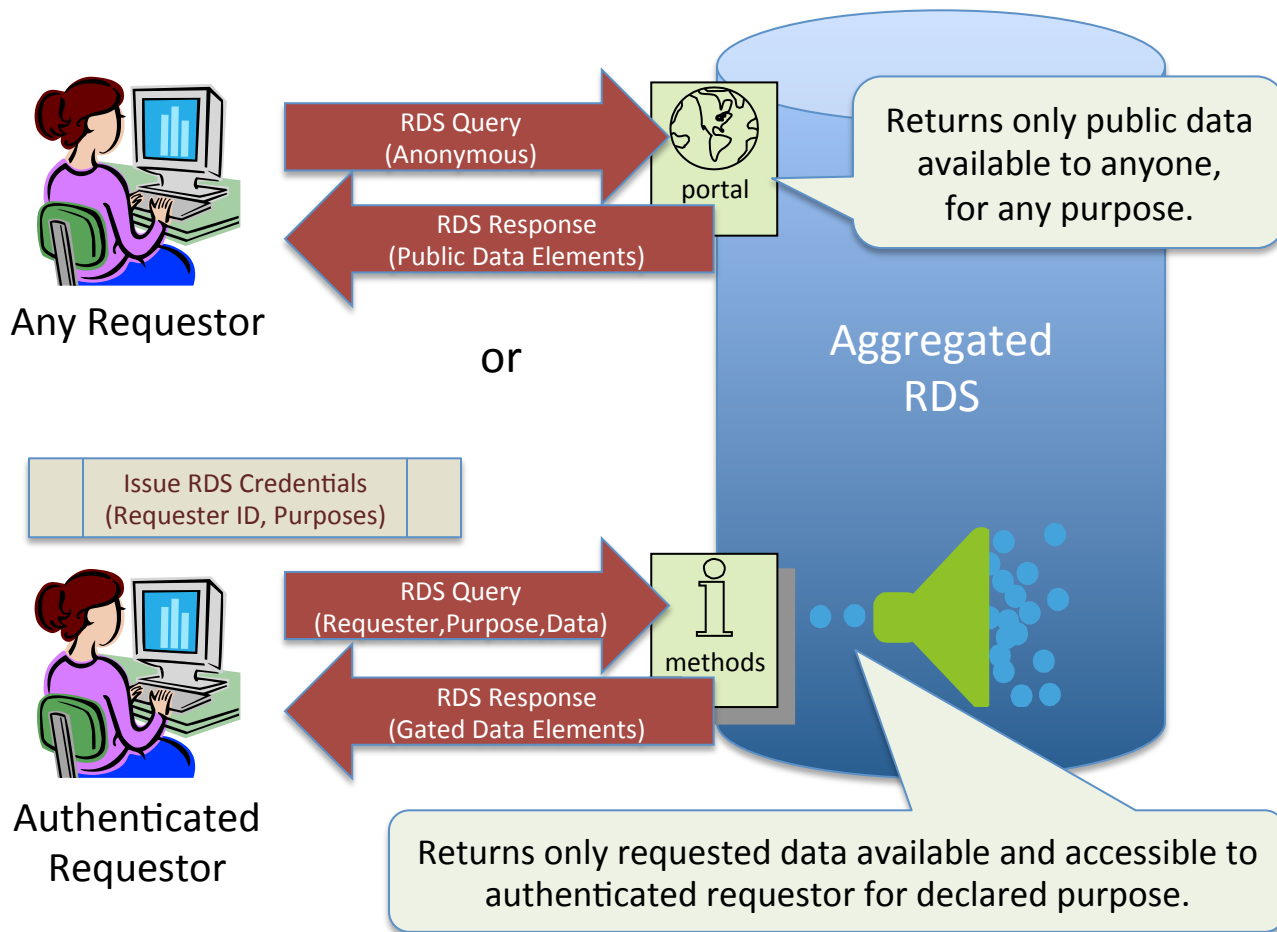 RDS Query
(Anonymous)
portal
RDS Response
(Public Data Elements)
Returns only public data
available to anyone,
for any purpose.
Any Requestor
or
Aggregated
RDS
Issue RDS Credentials
(Requester ID, Purposes)
RDS Query
(Requester,Purpose,Data)
methods
RDS Response
(Gated Data Elements)
Authenticated
Requestor
Returns only requested data available and accessible to
authenticated requestor for declared purpose.